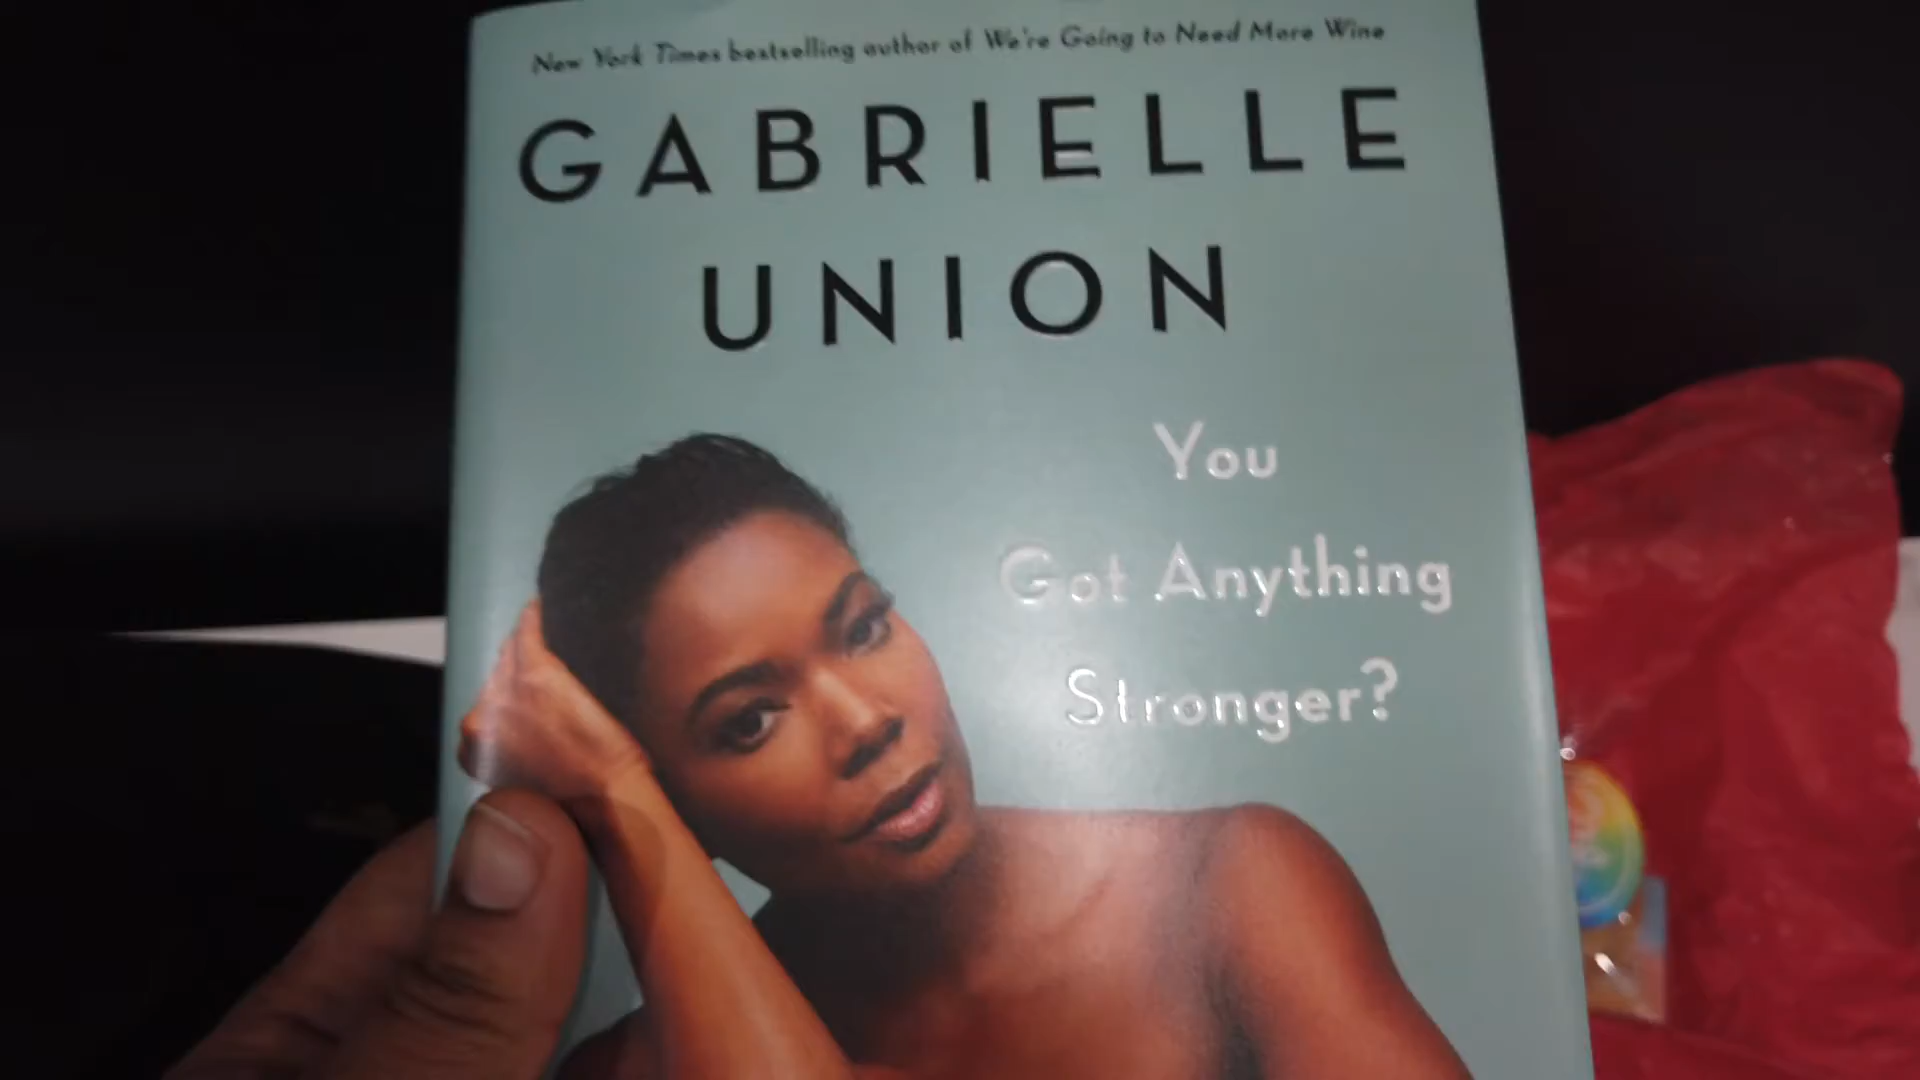 New York Times bestselling author of We're Going to Need More Wine
GABRIELLE
UNION
You
Got Anything
Stronger?